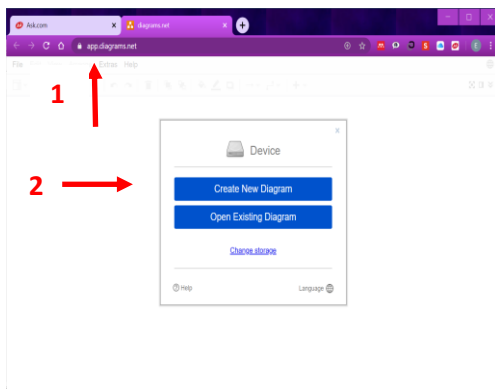 Ask.com
diagrams.net
app.diagrams.net
File Extras Help
1
Device
2
Create New Diagram
Open Existing Diagram
Change storage
Help
Language